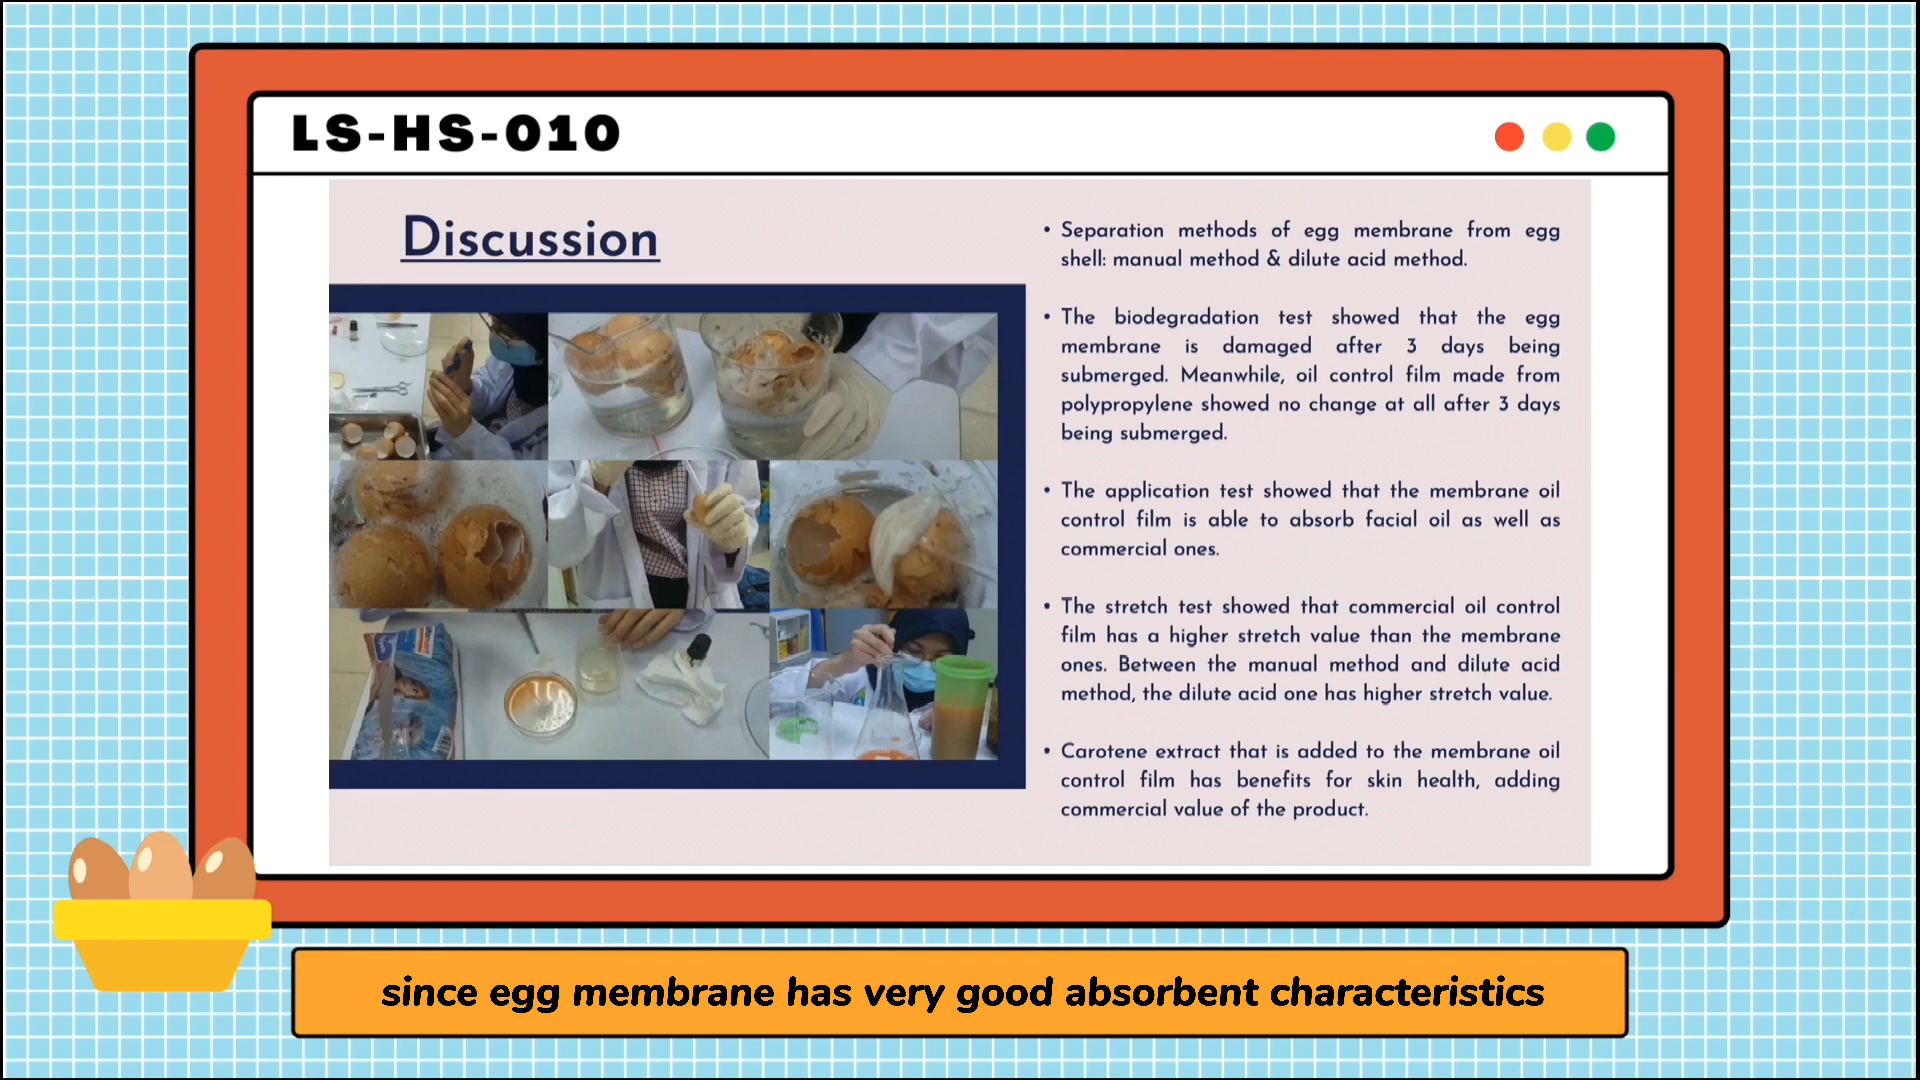 LS-HS-010
Discussion
• Separation methods of egg membrane from egg
shell: manual method & dilute acid method.
• The biodegradation test showed that the egg
membrane is damaged after 3 days being
submerged. Meanwhile, oil control film made from
polypropylene showed no change at all after 3 days
being submerged.
• The application test showed that the membrane oil
control film is able to absorb facial oil as well as
commercial ones.
• The stretch test showed that commercial oil control
film has a higher stretch value than the membrane
ones. Between the manual method and dilute acid
method, the dilute acid one has higher stretch value.
• Carotene extract that is added to the membrane oil
control film has benefits for skin health, adding
commercial value of the product.
since egg membrane has very good absorbent characteristics